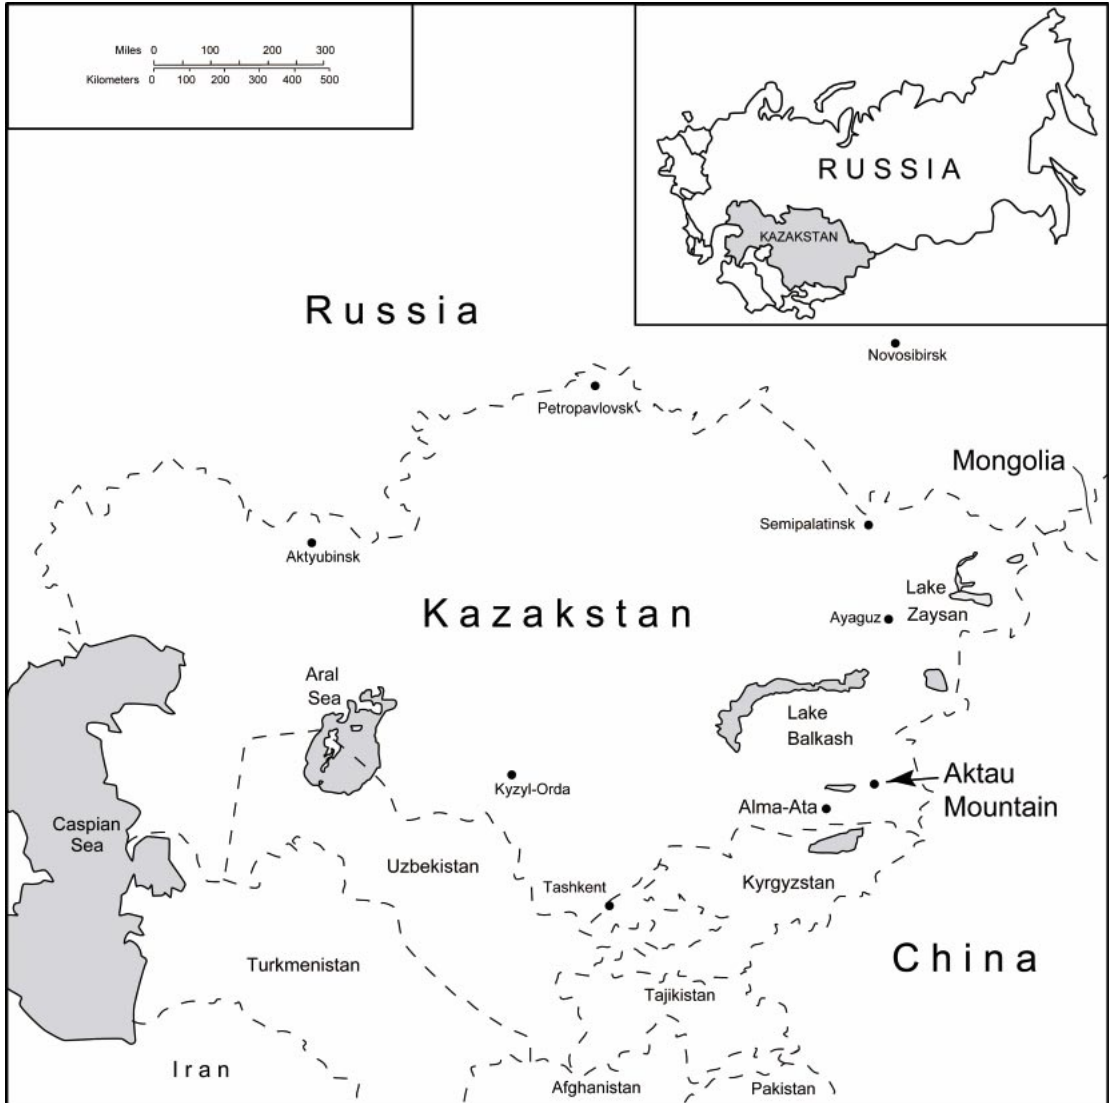 Miles 0 100 200 300
Kilometers 0 100 200 300 400 500
RUSSIA
KAZAKSTAN
Russia
Novosibirsk
Petropavlovsk
Mongolia
Semipalatinsk
Aktyubinsk
Lake
Zaysan
Kazakstan
Ayaguz
Aral
Sea
Lake
Balkash
Aktau
Mountain
Kyzyl-Orda
Alma-Ata
Caspian
Sea
Uzbekistan
Kyrgyzstan
Tashkent
China
Turkmenistan
Tajikistan
Iran
Afghanistan
Pakistan